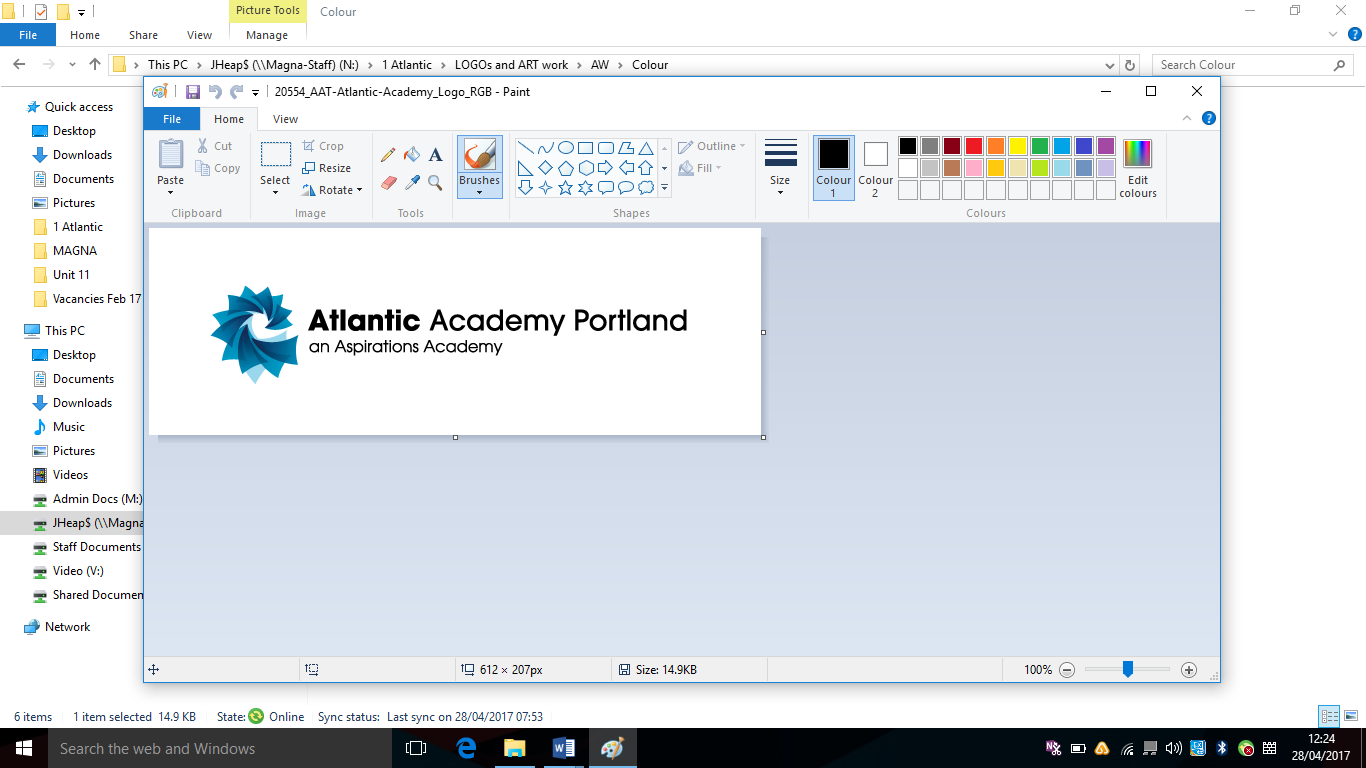 Picture Tools
Colour
File
Home
Share
View
Manage
This PC
JHeap$ (\\Magna-Staff) (N:)
1 Atlantic
LOGOs and ART work
AW
Colour
Search Colour
Quick access
Desktop
Downloads
Documents
Pictures
1 Atlantic
MAGNA
Unit 11
Vacancies Feb 17
This PC
Desktop
Documents
Downloads
Music
Pictures
Videos
Admin Docs (M:)
JHeap$ (\\Magna
Staff Documents
Video (V:)
Shared Documen
Network
20554_AAT-Atlantic-Academy_Logo_RGB - Paint
File
Home
View
Paste
Cut
Copy
Clipboard
Select
Crop
Resize
Rotate
Image
A
Tools
Brushes
Shapes
Outline
Fill
Size
Colour 1
Colour 2
Edit colours
Colours
Atlantic Academy Portland
an Aspirations Academy
612 × 207px
Size: 14.9KB
100%
6 items
1 item selected 14.9 KB
State: Online
Sync status: Last sync on 28/04/2017 07:53
Search the web and Windows
12:24
28/04/2017